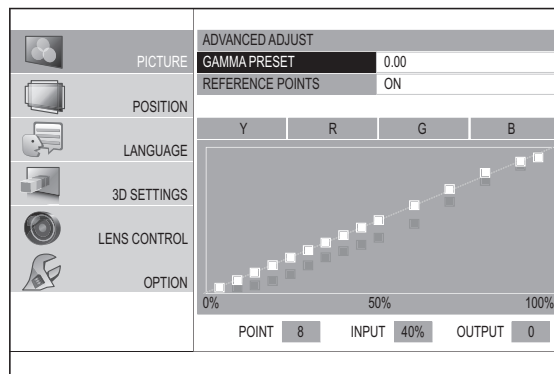 PICTURE
POSITION
LANGUAGE
3D SETTINGS
LENS CONTROL
OPTION
ADVANCED ADJUST
GAMMA PRESET 0.00
REFERENCE POINTS ON
Y R G B
0% 50% 100%
POINT 8 INPUT 40% OUTPUT 0